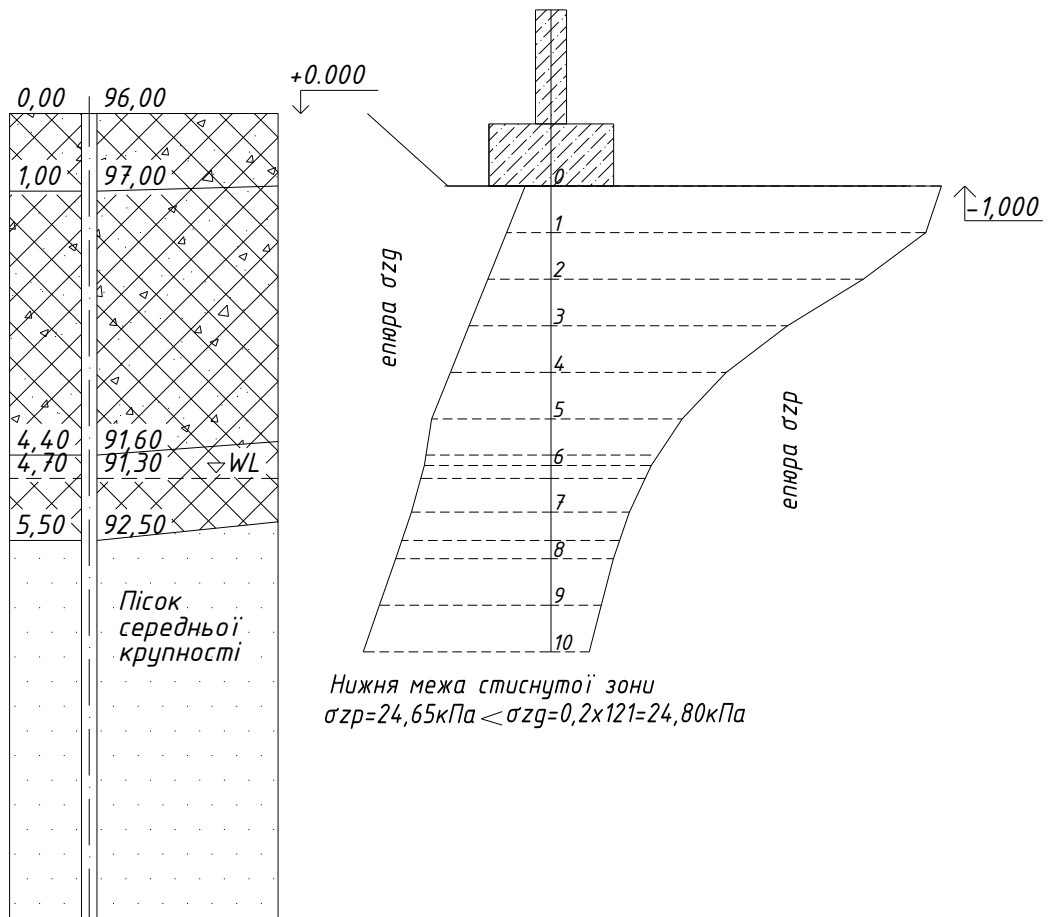 0,00 96,00
1,00 97,00
4,40 91,60
4,70 91,30 WL
5,50 92,50
Пісок
середньої
крупності
+0.000
-1,000
0
1
2
3
4
5
6
7
8
9
10
епюра σzg
епюра σzp
Нижня межа стиснутої зони
σzp=24,65кПа < σzg=0,2х121=24,80кПа